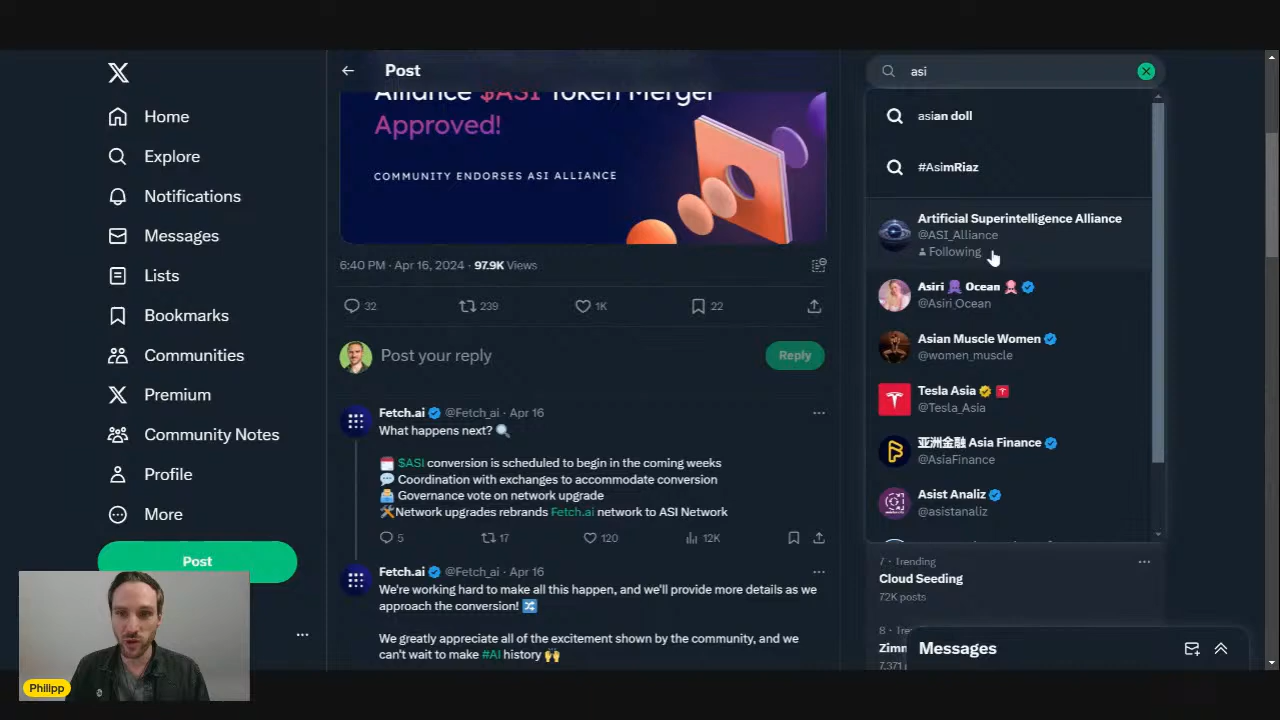 Home
Explore
Notifications
Messages
Lists
Bookmarks
Communities
Premium
Community Notes
Profile
More
Post
Philipp
Post
Alliance $ASI Token Merger
Approved!
COMMUNITY ENDORSES ASI ALLIANCE
6:40 PM · Apr 16, 2024 · 97.9K Views
32 239 1K 22
Post your reply
Reply
Fetch.ai @Fetch_ai · Apr 16
What happens next?
$ASI conversion is scheduled to begin in the coming weeks
Coordination with exchanges to accommodate conversion
Governance vote on network upgrade
Network upgrades rebrands Fetch.ai network to ASI Network
5 17 120 12K
Fetch.ai @Fetch_ai · Apr 16
We're working hard to make all this happen, and we'll provide more details as we
approach the conversion!
We greatly appreciate all of the excitement shown by the community, and we
can't wait to make #AI history
asi
asian doll
#AsimRiaz
Artificial Superintelligence Alliance
@ASI_Alliance
Following
Asiri Ocean
@Asiri_Ocean
Asian Muscle Women
@women_muscle
Tesla Asia
@Tesla_Asia
亚洲金融 Asia Finance
@AsiaFinance
Asist Analiz
@asistanaliz
7 · Trending
Cloud Seeding
72K posts
8 ·
7,371
Messages